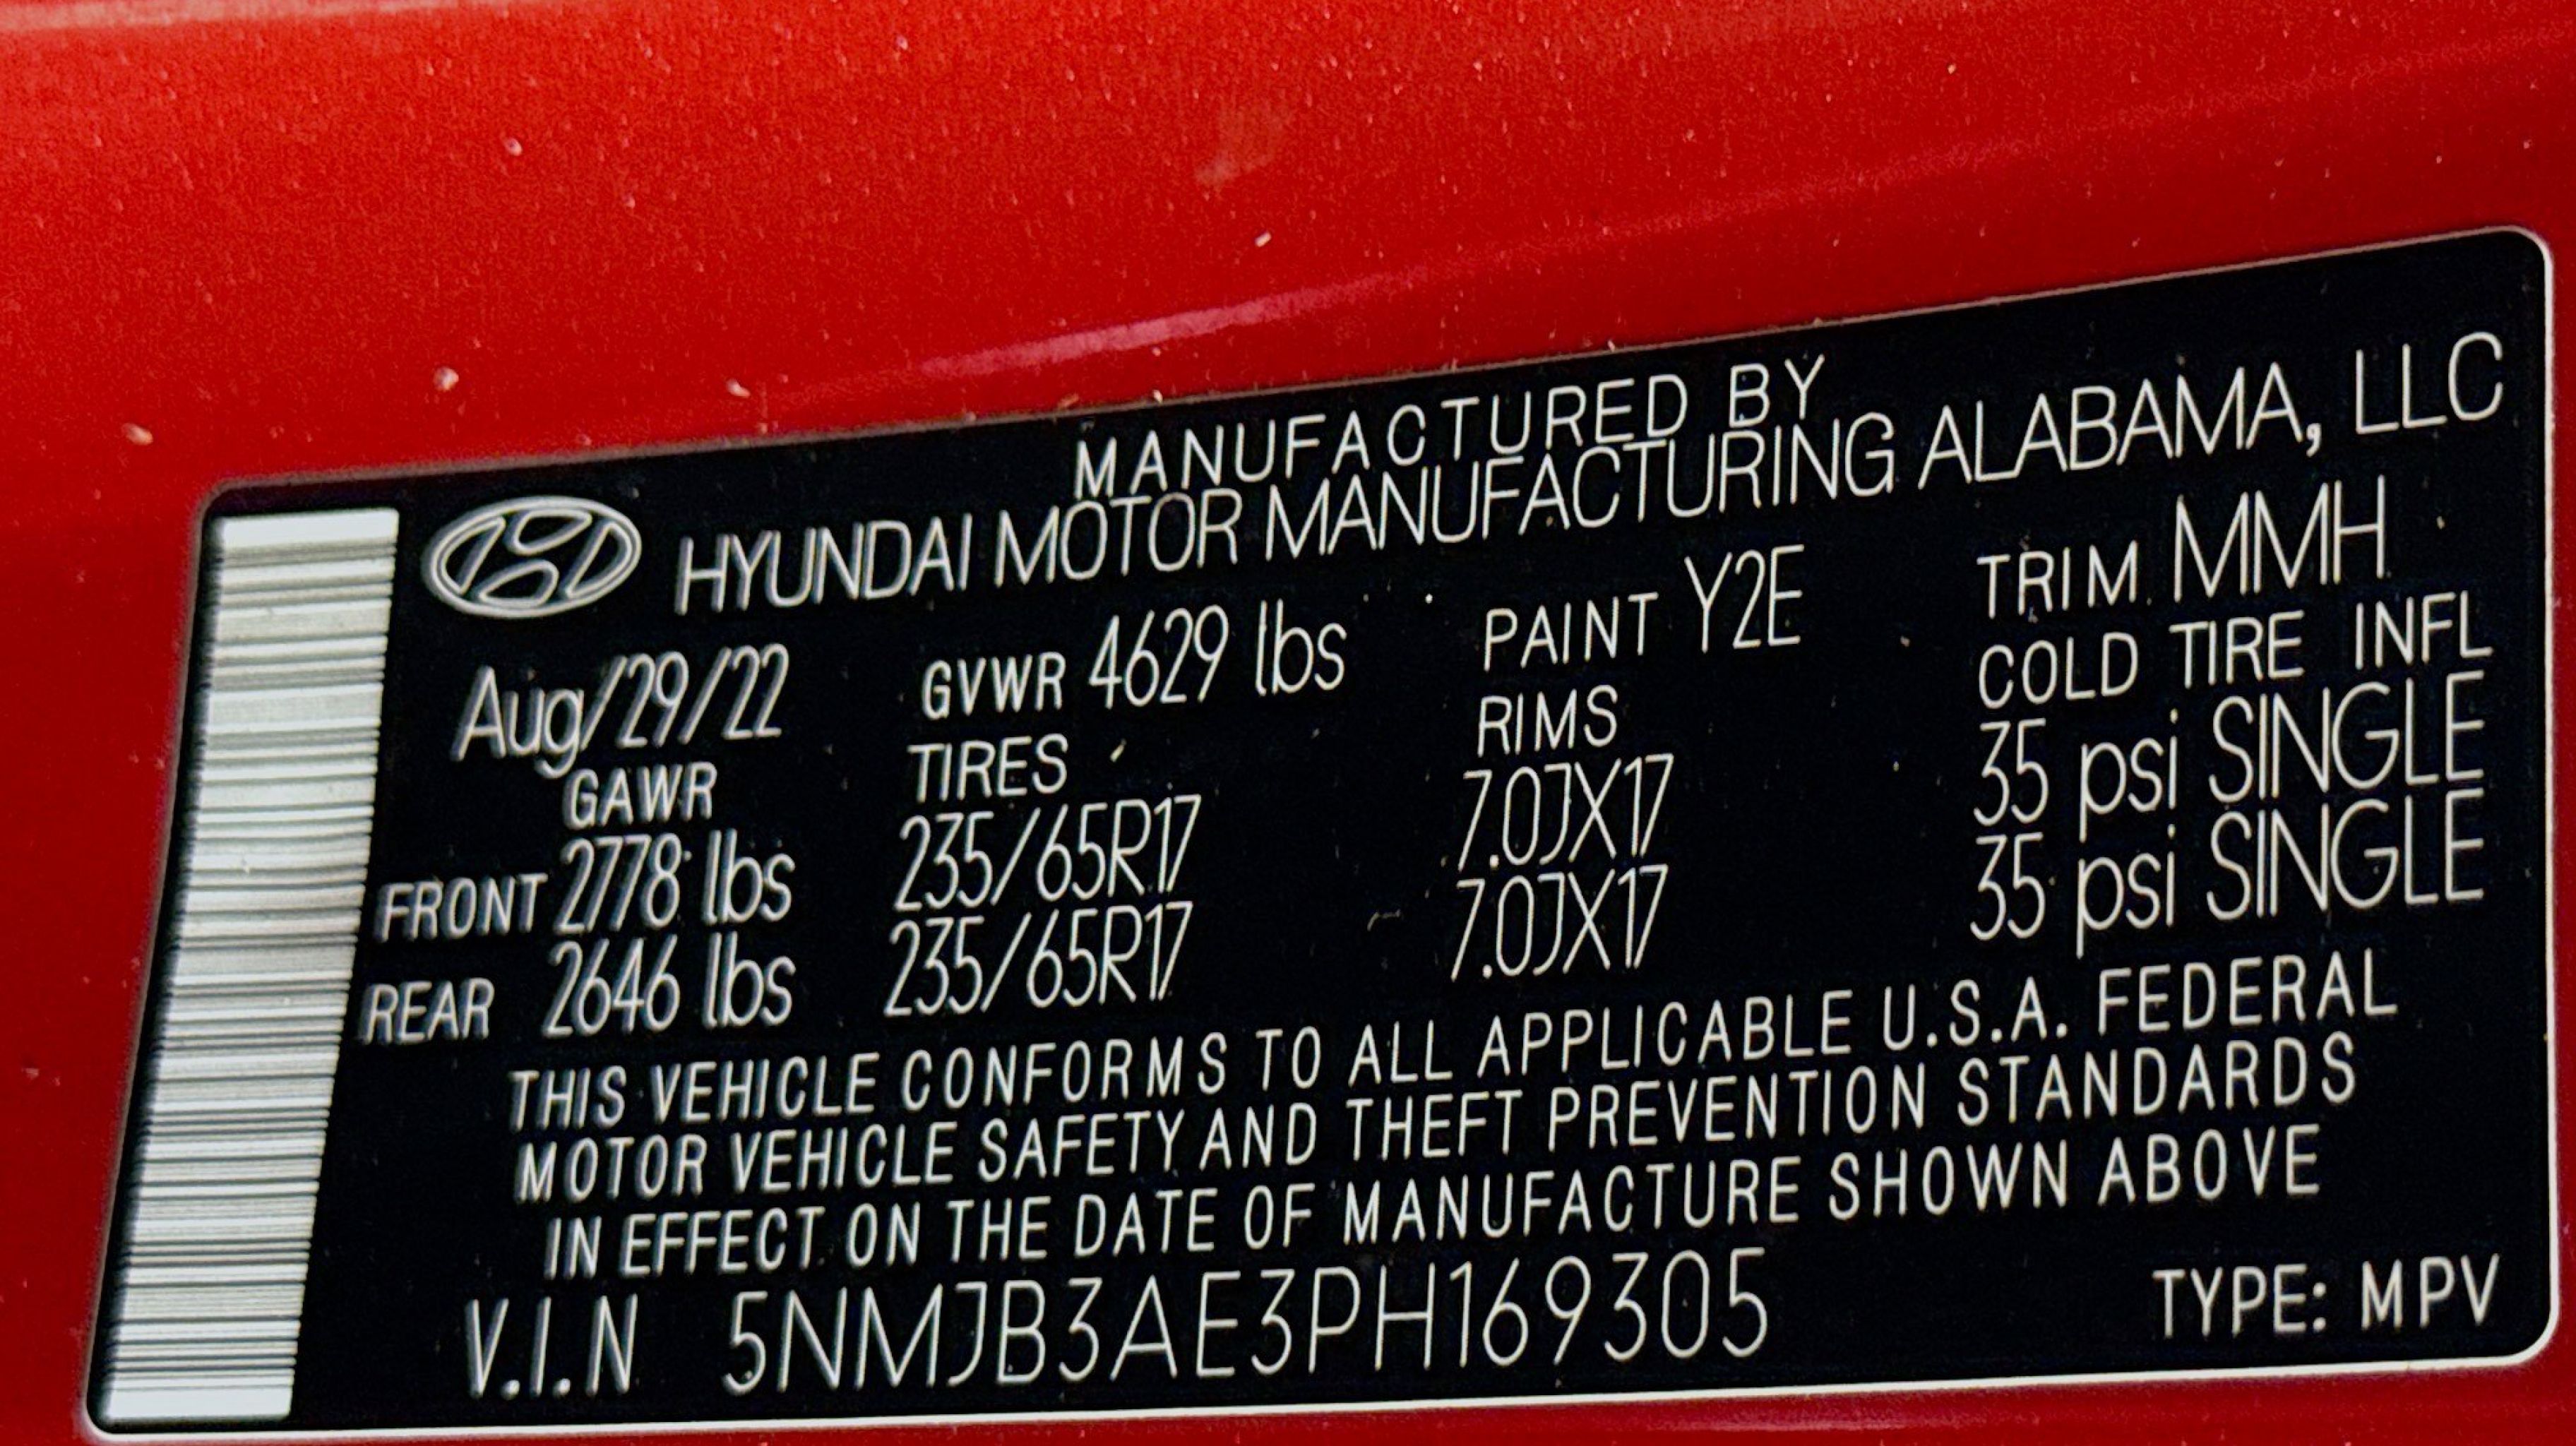 MANUFACTURED BY
HYUNDAI MOTOR MANUFACTURING ALABAMA, LLC
Aug/29/22 GVWR 4629 lbs PAINT Y2E TRIM MMH
GAWR TIRES RIMS COLD TIRE INFL
FRONT 2778 lbs 235/65R17 7.0JX17 35 psi SINGLE
REAR 2646 lbs 235/65R17 7.0JX17 35 psi SINGLE
THIS VEHICLE CONFORMS TO ALL APPLICABLE U.S.A. FEDERAL
MOTOR VEHICLE SAFETY AND THEFT PREVENTION STANDARDS
IN EFFECT ON THE DATE OF MANUFACTURE SHOWN ABOVE
V.I.N 5NMJB3AE3PH169305 TYPE: MPV